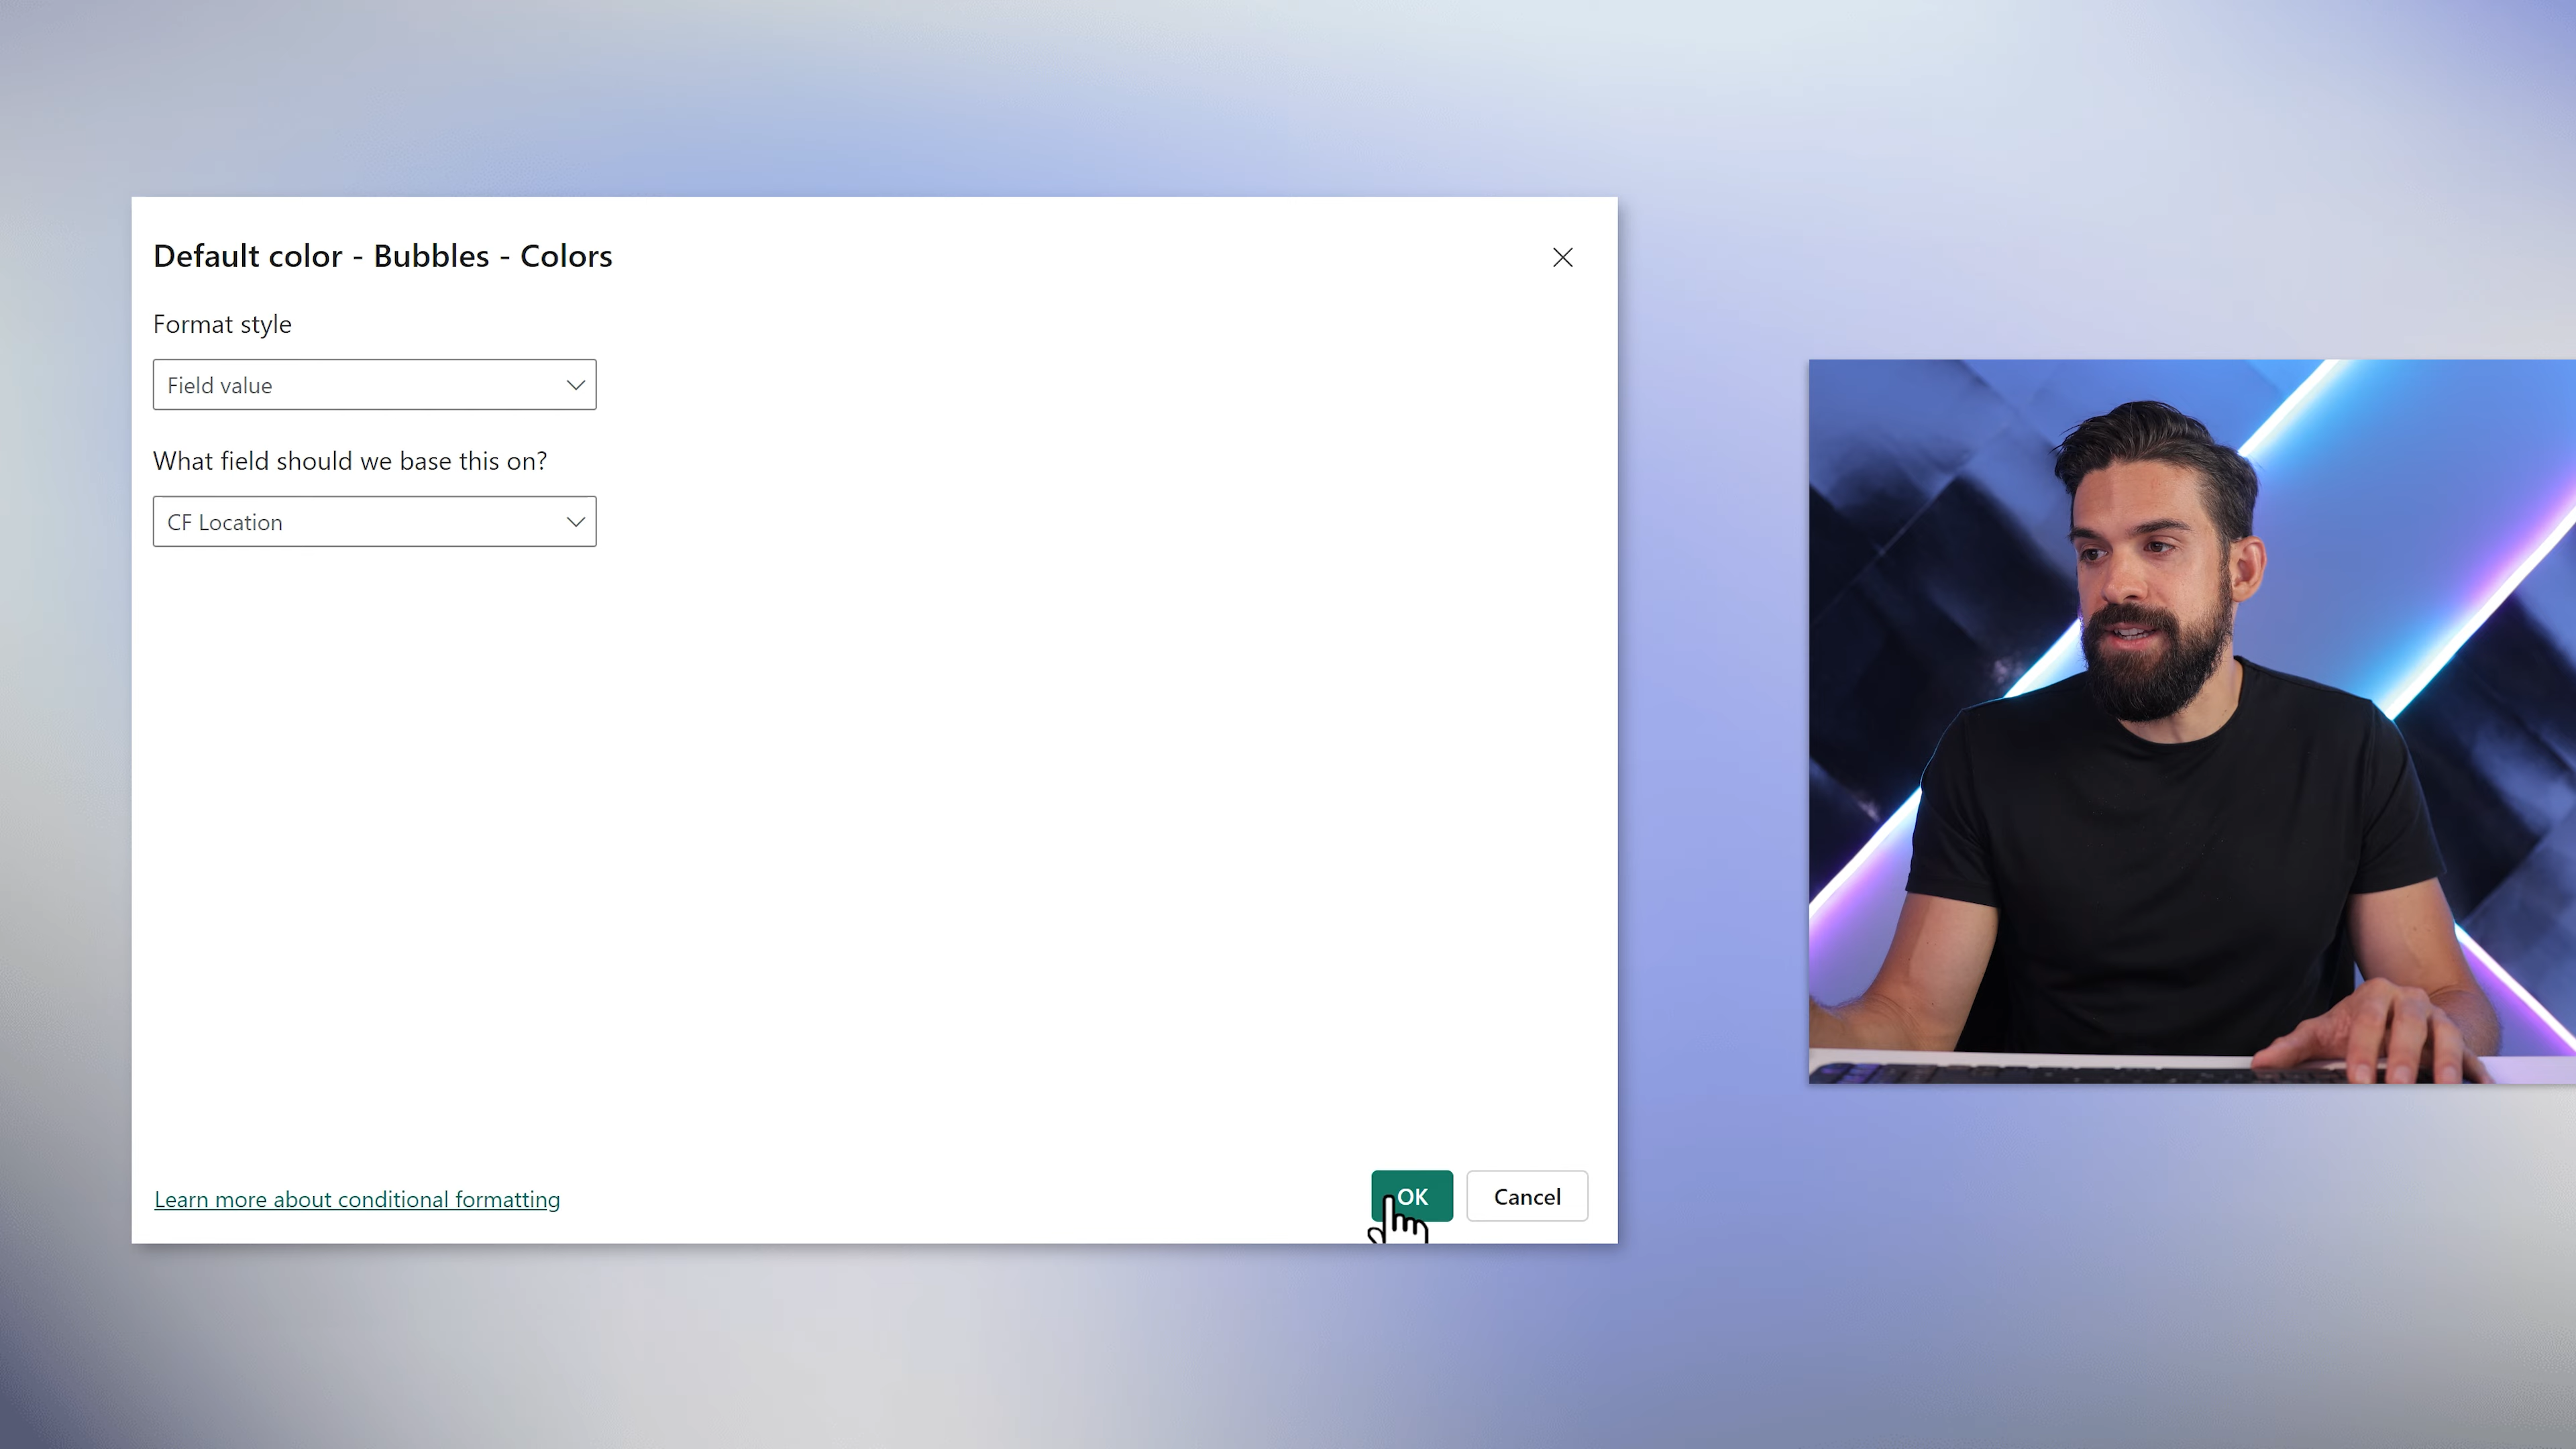 Default color - Bubbles - Colors
Format style
Field value
What field should we base this on?
CF Location
Learn more about conditional formatting
OK
Cancel